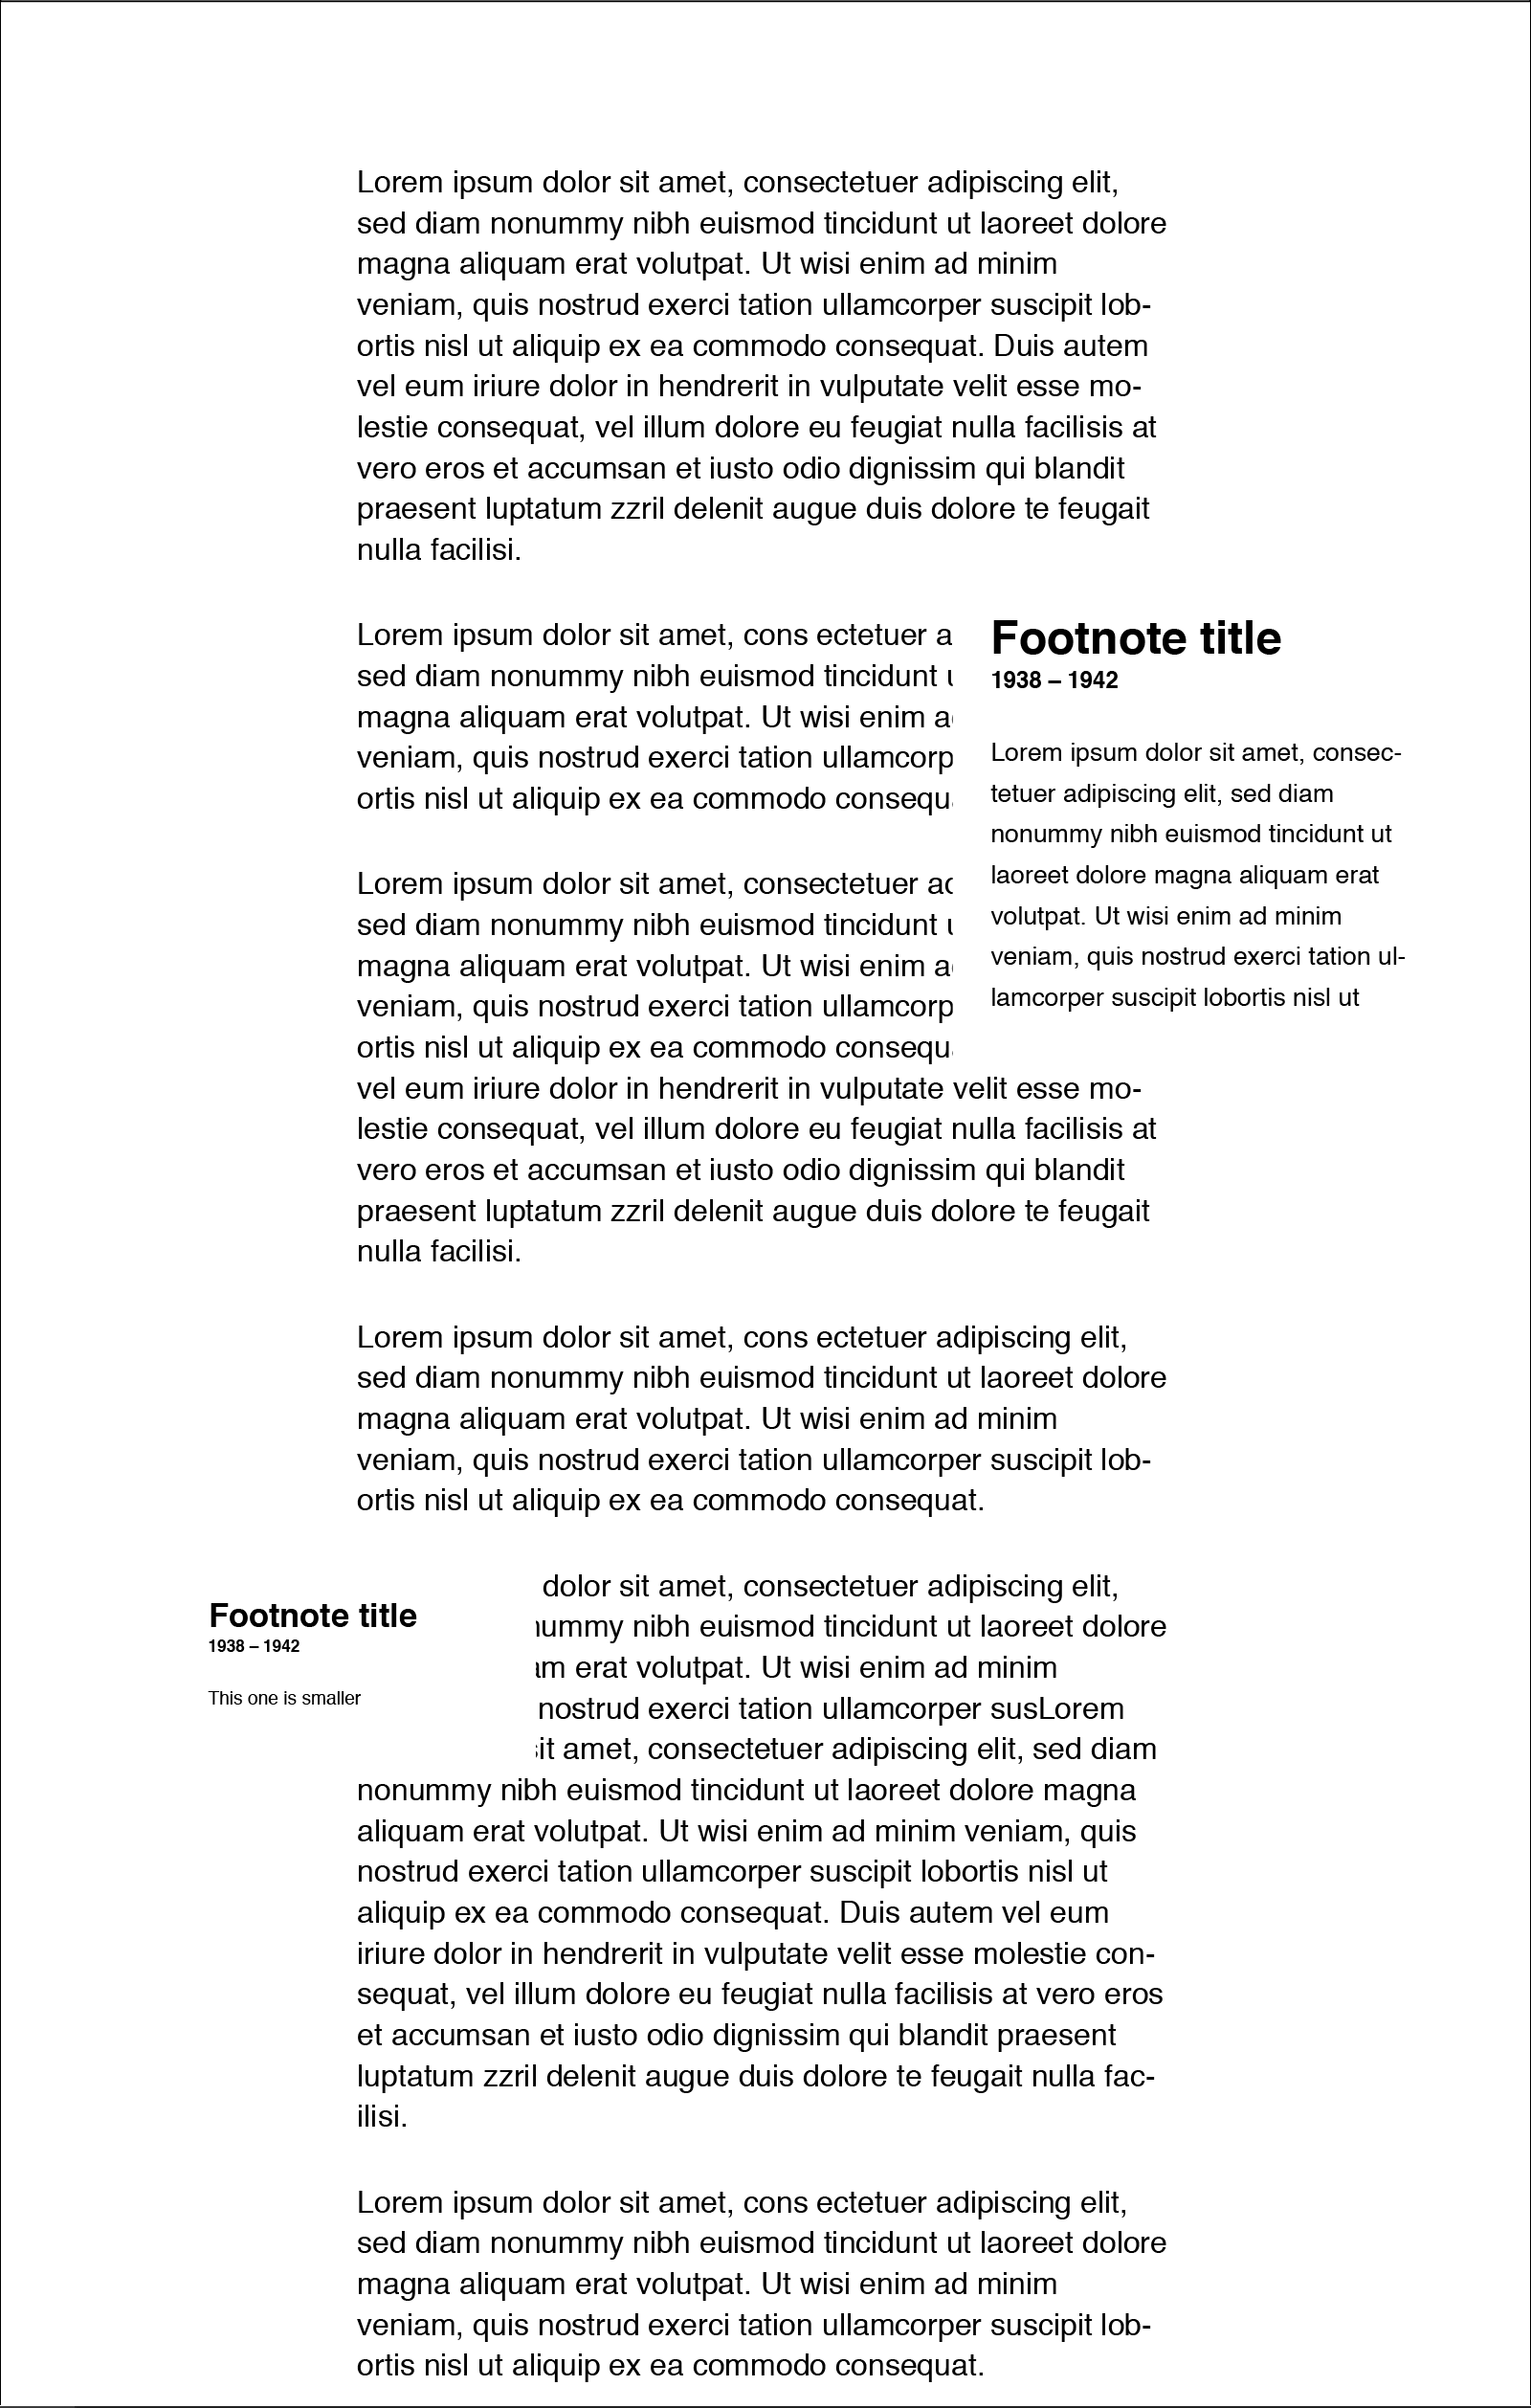 Lorem ipsum dolor sit amet, consectetuer adipiscing elit,
sed diam nonummy nibh euismod tincidunt ut laoreet dolore
magna aliquam erat volutpat. Ut wisi enim ad minim
veniam, quis nostrud exerci tation ullamcorper suscipit lob-
ortis nisl ut aliquip ex ea commodo consequat. Duis autem
vel eum iriure dolor in hendrerit in vulputate velit esse mo-
lestie consequat, vel illum dolore eu feugiat nulla facilisis at
vero eros et accumsan et iusto odio dignissim qui blandit
praesent luptatum zzril delenit augue duis dolore te feugait
nulla facilisi.
Lorem ipsum dolor sit amet, cons ectetuer a
sed diam nonummy nibh euismod tincidunt
magna aliquam erat volutpat. Ut wisi enim a
veniam, quis nostrud exerci tation ullamcorp
ortis nisl ut aliquip ex ea commodo consequ
Footnote title
1938 – 1942
Lorem ipsum dolor sit amet, consec-
tetuer adipiscing elit, sed diam
nonummy nibh euismod tincidunt ut
laoreet dolore magna aliquam erat
volutpat. Ut wisi enim ad minim
veniam, quis nostrud exerci tation ul-
lamcorper suscipit lobortis nisl ut
Lorem ipsum dolor sit amet, consectetuer a
sed diam nonummy nibh euismod tincidunt
magna aliquam erat volutpat. Ut wisi enim a
veniam, quis nostrud exerci tation ullamcorp
ortis nisl ut aliquip ex ea commodo consequ
vel eum iriure dolor in hendrerit in vulputate velit esse mo-
lestie consequat, vel illum dolore eu feugiat nulla facilisis at
vero eros et accumsan et iusto odio dignissim qui blandit
praesent luptatum zzril delenit augue duis dolore te feugait
nulla facilisi.
Lorem ipsum dolor sit amet, cons ectetuer adipiscing elit,
sed diam nonummy nibh euismod tincidunt ut laoreet dolore
magna aliquam erat volutpat. Ut wisi enim ad minim
veniam, quis nostrud exerci tation ullamcorper suscipit lob-
ortis nisl ut aliquip ex ea commodo consequat.
Footnote title
1938 – 1942
This one is smaller
dolor sit amet, consectetuer adipiscing elit,
ummy nibh euismod tincidunt ut laoreet dolore
m erat volutpat. Ut wisi enim ad minim
nostrud exerci tation ullamcorper susLorem
it amet, consectetuer adipiscing elit, sed diam
nonummy nibh euismod tincidunt ut laoreet dolore magna
aliquam erat volutpat. Ut wisi enim ad minim veniam, quis
nostrud exerci tation ullamcorper suscipit lobortis nisl ut
aliquip ex ea commodo consequat. Duis autem vel eum
iriure dolor in hendrerit in vulputate velit esse molestie con-
sequat, vel illum dolore eu feugiat nulla facilisis at vero eros
et accumsan et iusto odio dignissim qui blandit praesent
luptatum zzril delenit augue duis dolore te feugait nulla fac-
ilisi.
Lorem ipsum dolor sit amet, cons ectetuer adipiscing elit,
sed diam nonummy nibh euismod tincidunt ut laoreet dolore
magna aliquam erat volutpat. Ut wisi enim ad minim
veniam, quis nostrud exerci tation ullamcorper suscipit lob-
ortis nisl ut aliquip ex ea commodo consequat.